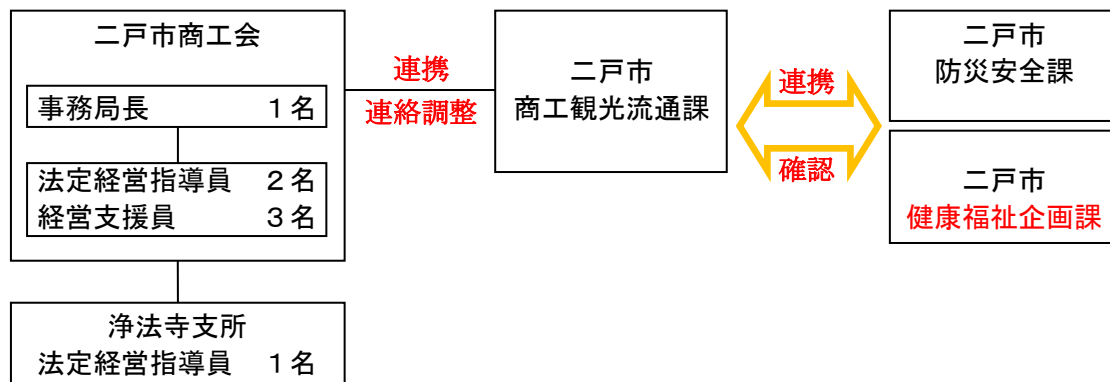 二戸市商工会
事務局長　　　1名
法定経営指導員　2名
経営支援員　　　3名
浄法寺支所
法定経営指導員　1名
連携
連絡調整
二戸市
商工観光流通課
連携
確認
二戸市
防災安全課
二戸市
健康福祉企画課